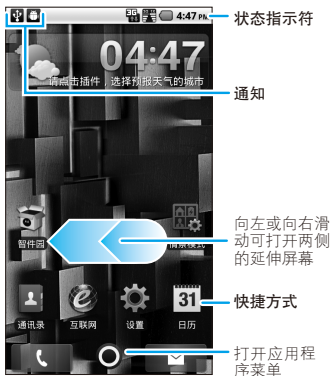 3G
4:47 PM
状态指示符
04:47
请点击插件，选择预报天气的城市
通知
智件园
情景模式
向左或向右滑
动可打开两侧
的延伸屏幕
31
快捷方式
通讯录
互联网
设置
日历
打开应用程
序菜单